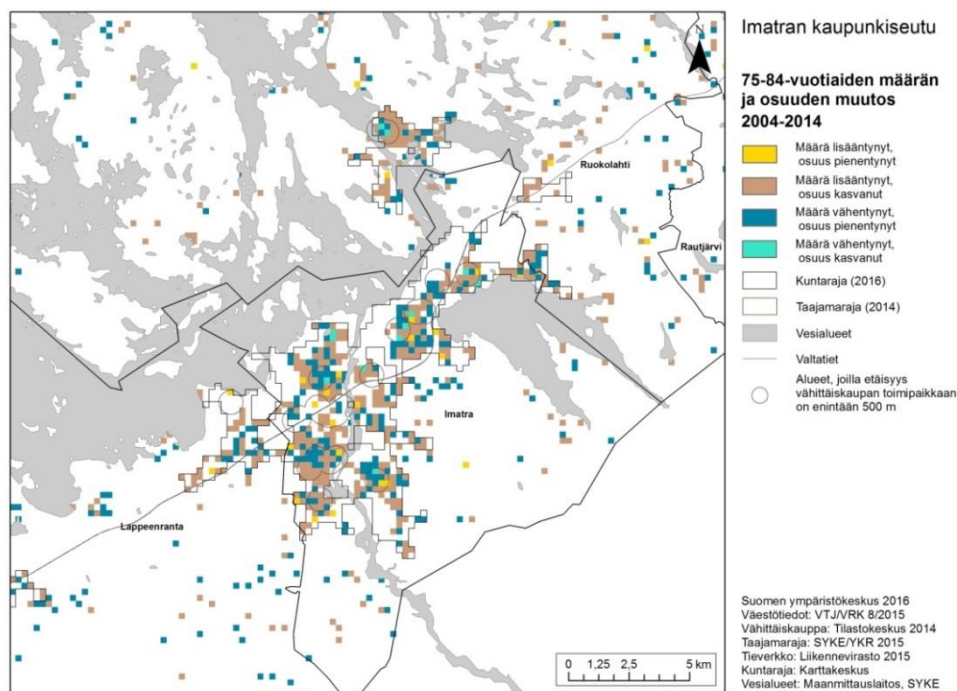 Imatran kaupunkiseutu
N
75-84-vuotiaiden määrän
ja osuuden muutos
2004-2014
Määrä lisääntynyt,
osuus pienentynyt
Määrä lisääntynyt,
osuus kasvanut
Määrä vähentynyt,
osuus pienentynyt
Määrä vähentynyt,
osuus kasvanut
Kuntaraja (2016)
Taajamaraja (2014)
Vesialueet
Valtatiet
Alueet, joilla etäisyys
vähittäiskaupan toimipaikkaan
on enintään 500 m
Ruokolahti
Rautjärvi
Imatra
Lappeenranta
0 1,25 2,5 5 km
Suomen ympäristökeskus 2016
Väestötiedot: VTJ/VRK 8/2015
Vähittäiskauppa: Tilastokeskus 2014
Taajamaraja: SYKE/YKR 2015
Tieverkko: Liikennevirasto 2015
Kuntaraja: Karttakeskus
Vesialueet: Maanmittauslaitos, SYKE